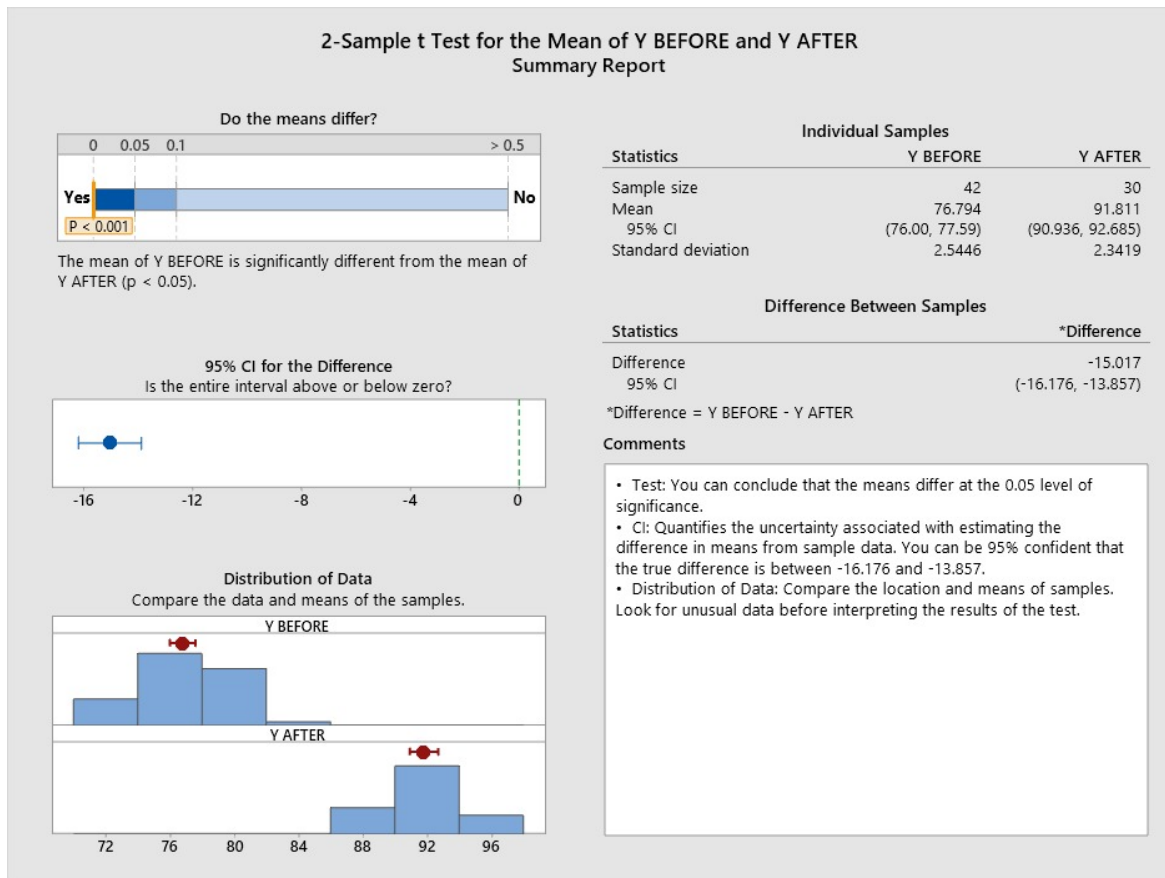 2-Sample t Test for the Mean of Y BEFORE and Y AFTER
Summary Report
Do the means differ?
0 0.05 0.1 > 0.5
Yes No
P < 0.001
The mean of Y BEFORE is significantly different from the mean of
Y AFTER (p < 0.05).
95% CI for the Difference
Is the entire interval above or below zero?
-16 -12 -8 -4 0
Distribution of Data
Compare the data and means of the samples.
Y BEFORE
Y AFTER
72 76 80 84 88 92 96
Individual Samples
Statistics Y BEFORE Y AFTER
Sample size 42 30
Mean 76.794 91.811
95% CI (76.00, 77.59) (90.936, 92.685)
Standard deviation 2.5446 2.3419
Difference Between Samples
Statistics *Difference
Difference -15.017
95% CI (-16.176, -13.857)
*Difference = Y BEFORE - Y AFTER
Comments
• Test: You can conclude that the means differ at the 0.05 level of
significance.
• CI: Quantifies the uncertainty associated with estimating the
difference in means from sample data. You can be 95% confident that
the true difference is between -16.176 and -13.857.
• Distribution of Data: Compare the location and means of samples.
Look for unusual data before interpreting the results of the test.